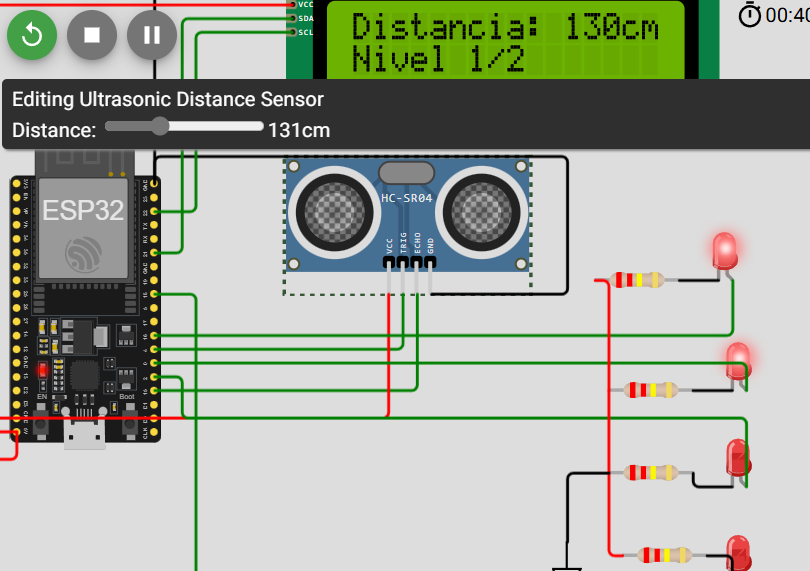 VCC
SDA
SCL
Distancia: 130cm
Nivel 1/2
00:40
Editing Ultrasonic Distance Sensor
Distance: 131cm
ESP32
HC-SR04
VCC
TRIG
ECHO
GND
EN
Boot